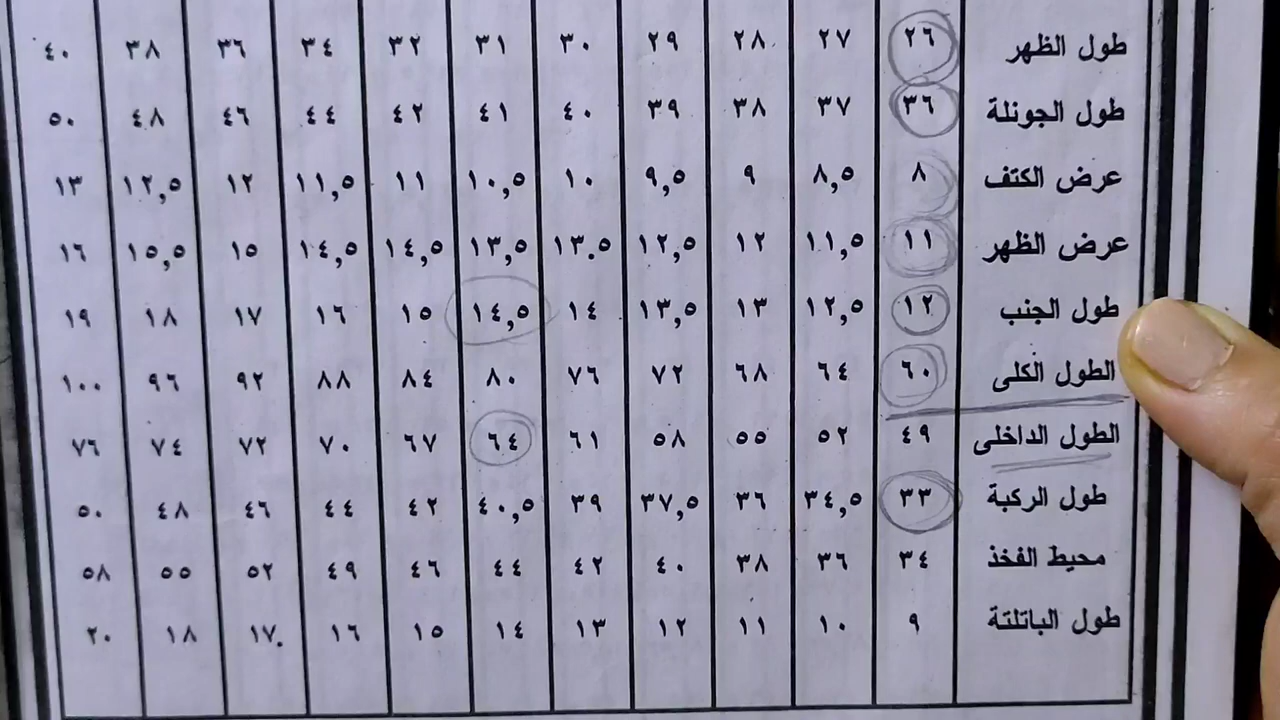 طول الظهر ٢٦ ٢٧ ٢٨ ٢٩ ٣٠ ٣١ ٣٢ ٣٤ ٣٦ ٣٨ ٤٠
طول الجونلة ٣٦ ٣٧ ٣٨ ٣٩ ٤٠ ٤١ ٤٢ ٤٤ ٤٦ ٤٨ ٥٠
عرض الكتف ٨ ٨,٥ ٩ ٩,٥ ١٠ ١٠,٥ ١١ ١١,٥ ١٢ ١٢,٥ ١٣
عرض الظهر ١١ ١١,٥ ١٢ ١٢,٥ ١٣.٥ ١٣,٥ ١٤,٥ ١٤,٥ ١٥ ١٥,٥ ١٦
طول الجنب ١٢ ١٢,٥ ١٣ ١٣,٥ ١٤ ١٤,٥ ١٥ ١٦ ١٧ ١٨ ١٩
الطول الكلى ٦٠ ٦٤ ٦٨ ٧٢ ٧٦ ٨٠ ٨٤ ٨٨ ٩٢ ٩٦ ١٠٠
الطول الداخلى ٤٩ ٥٢ ٥٥ ٥٨ ٦١ ٦٤ ٦٧ ٧٠ ٧٢ ٧٤ ٧٦
طول الركبة ٣٣ ٣٤,٥ ٣٦ ٣٧,٥ ٣٩ ٤٠,٥ ٤٢ ٤٤ ٤٦ ٤٨ ٥٠
محيط الفخذ ٣٤ ٣٦ ٣٨ ٤٠ ٤٢ ٤٤ ٤٦ ٤٩ ٥٢ ٥٥ ٥٨
طول الباتلتة ٩ ١٠ ١١ ١٢ ١٣ ١٤ ١٥ ١٦ ١٧. ١٨ ٢٠